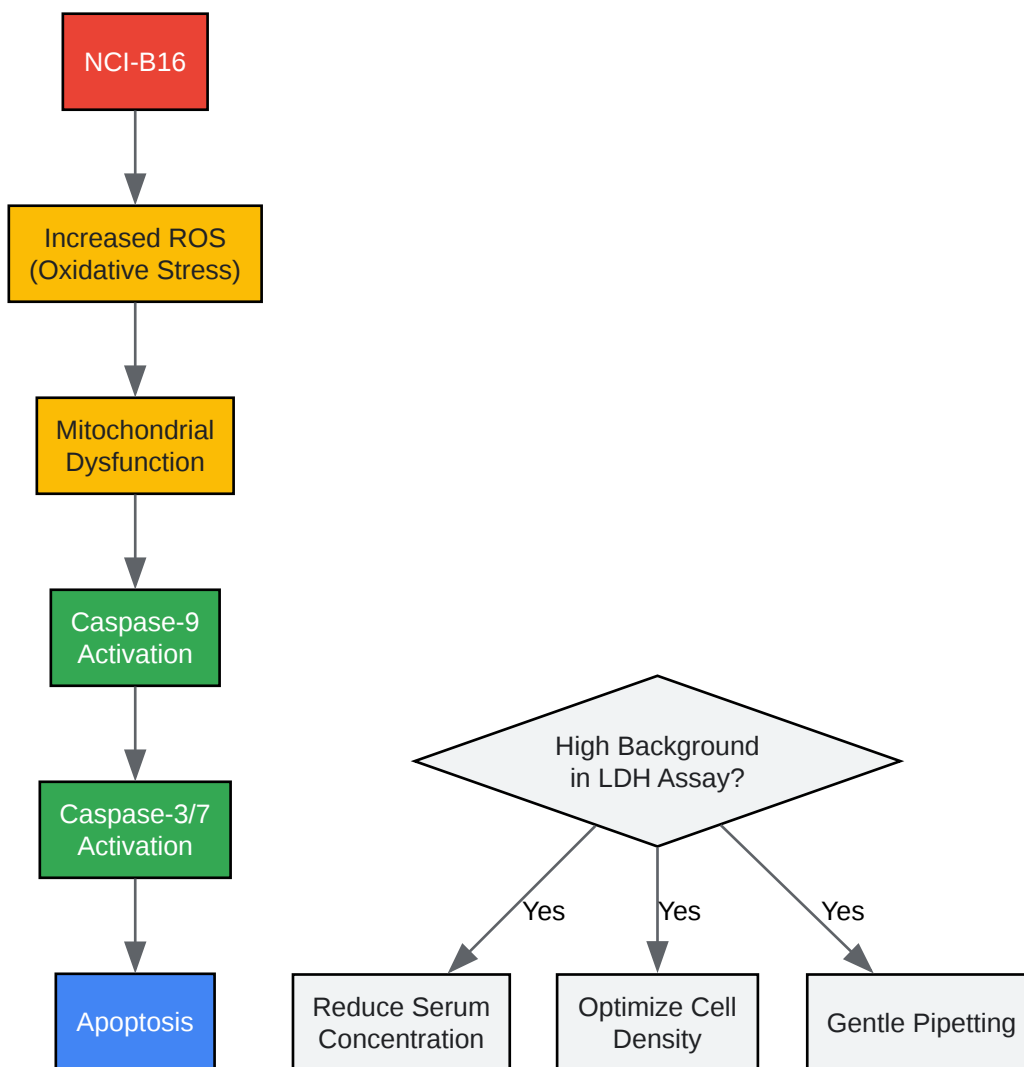 NCI-B16
Increased ROS
(Oxidative Stress)
Mitochondrial
Dysfunction
Caspase-9
Activation
Caspase-3/7
Activation
Apoptosis
High Background
in LDH Assay?
Yes
Yes
Yes
Reduce Serum
Concentration
Optimize Cell
Density
Gentle Pipetting